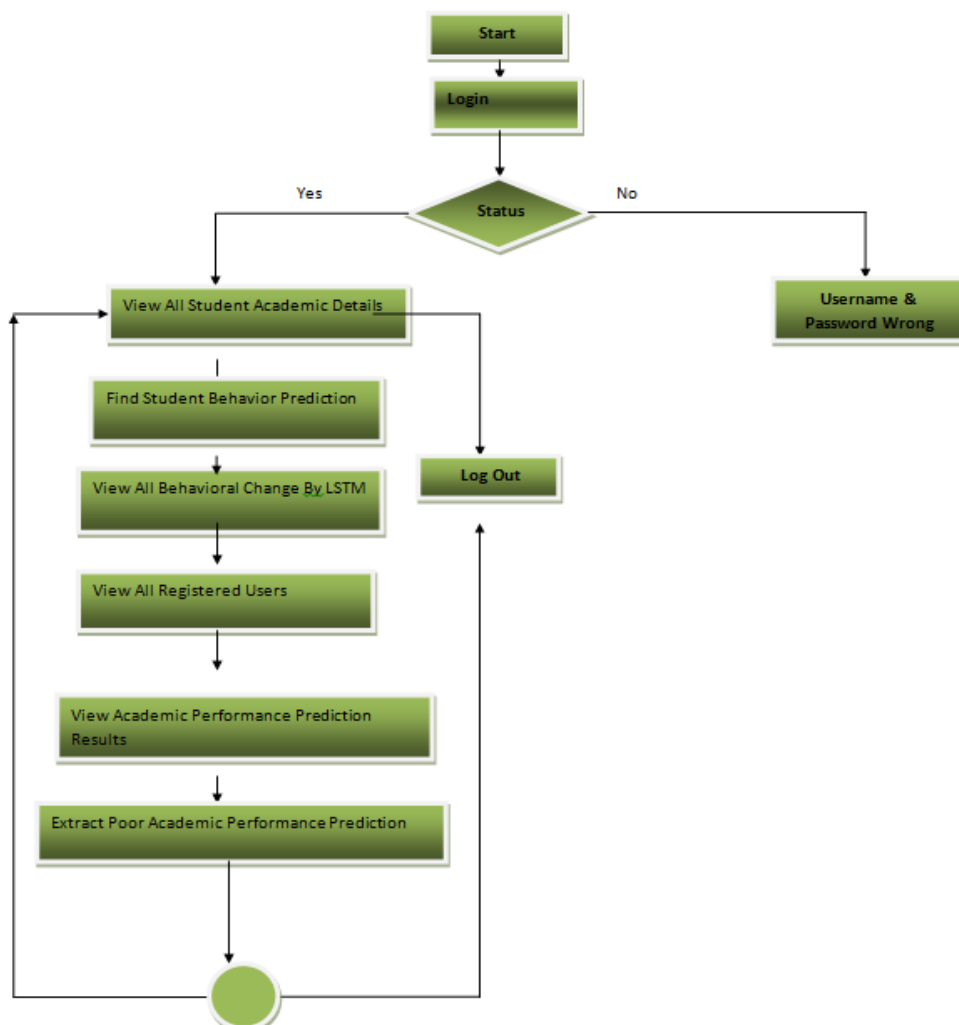 Start
Login
Yes
Status
No
View All Student Academic Details
Username &
Password Wrong
Find Student Behavior Prediction
View All Behavioral Change By LSTM
Log Out
View All Registered Users
View Academic Performance Prediction
Results
Extract Poor Academic Performance Prediction